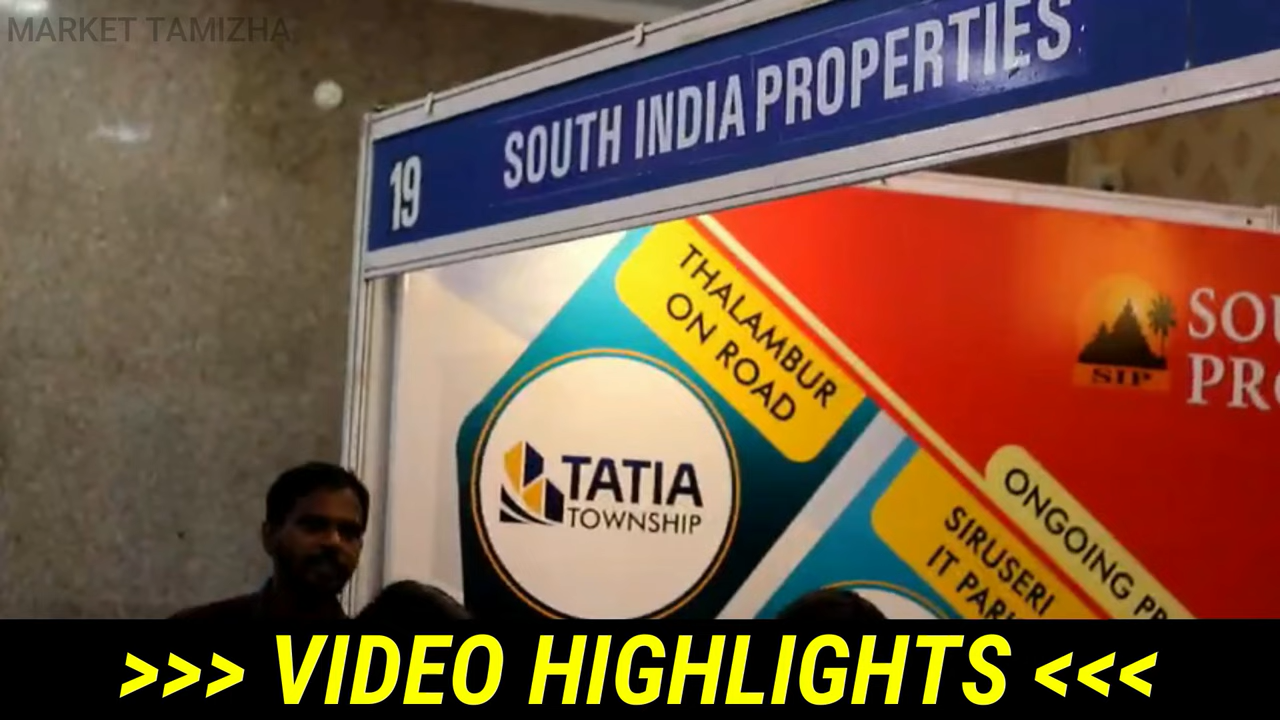 MARKET TAMIZHA
19 SOUTH INDIA PROPERTIES
THALAMBUR
ON ROAD
TATIA
TOWNSHIP
SIP
ONGOING
SIRUSERI
IT
>>> VIDEO HIGHLIGHTS <<<